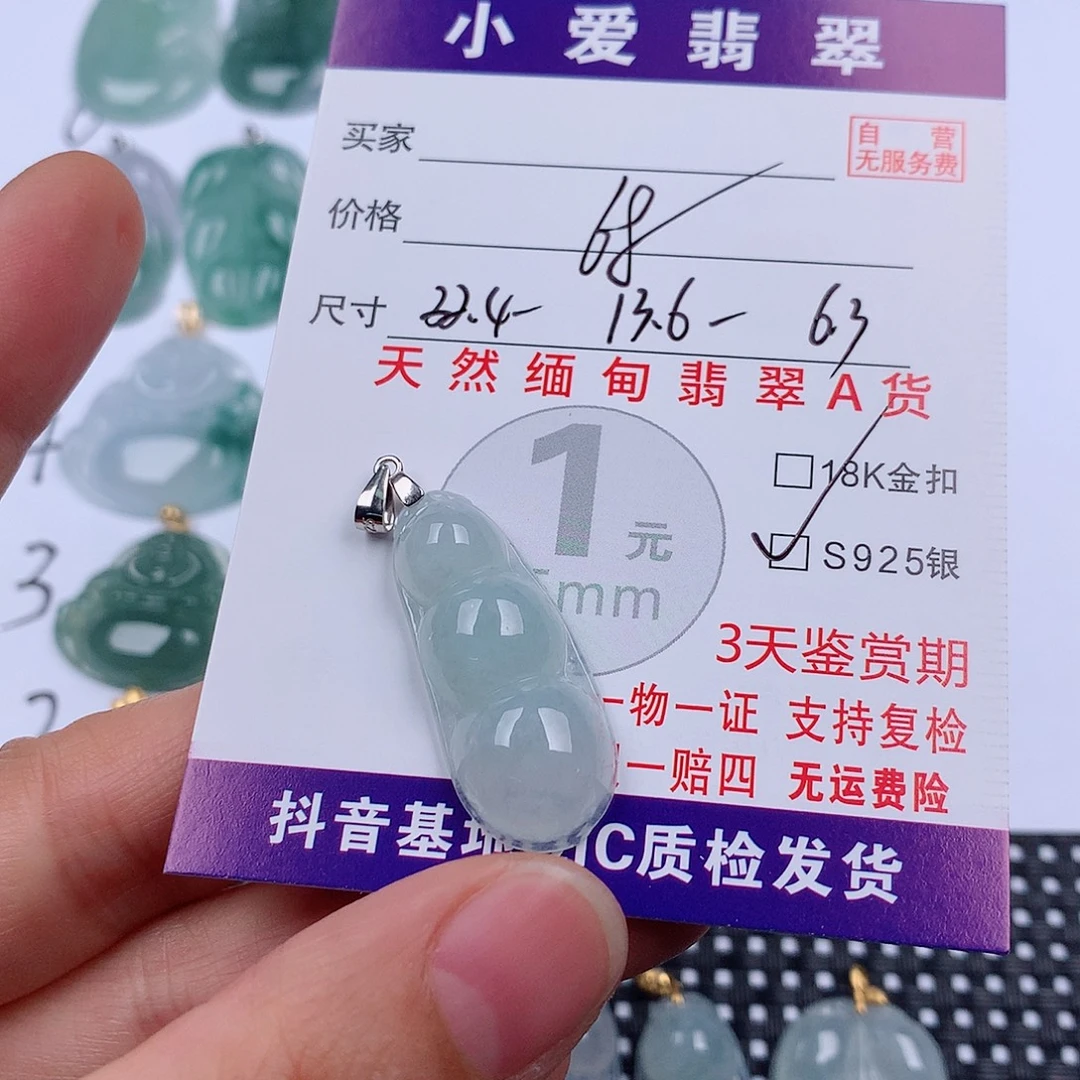 小爱翡翠
买家
自营
无服务费
价格 68
尺寸 22.4- 13.6- 6.3
天然缅甸翡翠A货
1元
mm
18K金扣
S925银
3天鉴赏期
一物一证 支持复检
一赔四 无运费险
抖音基地 IC质检发货
3